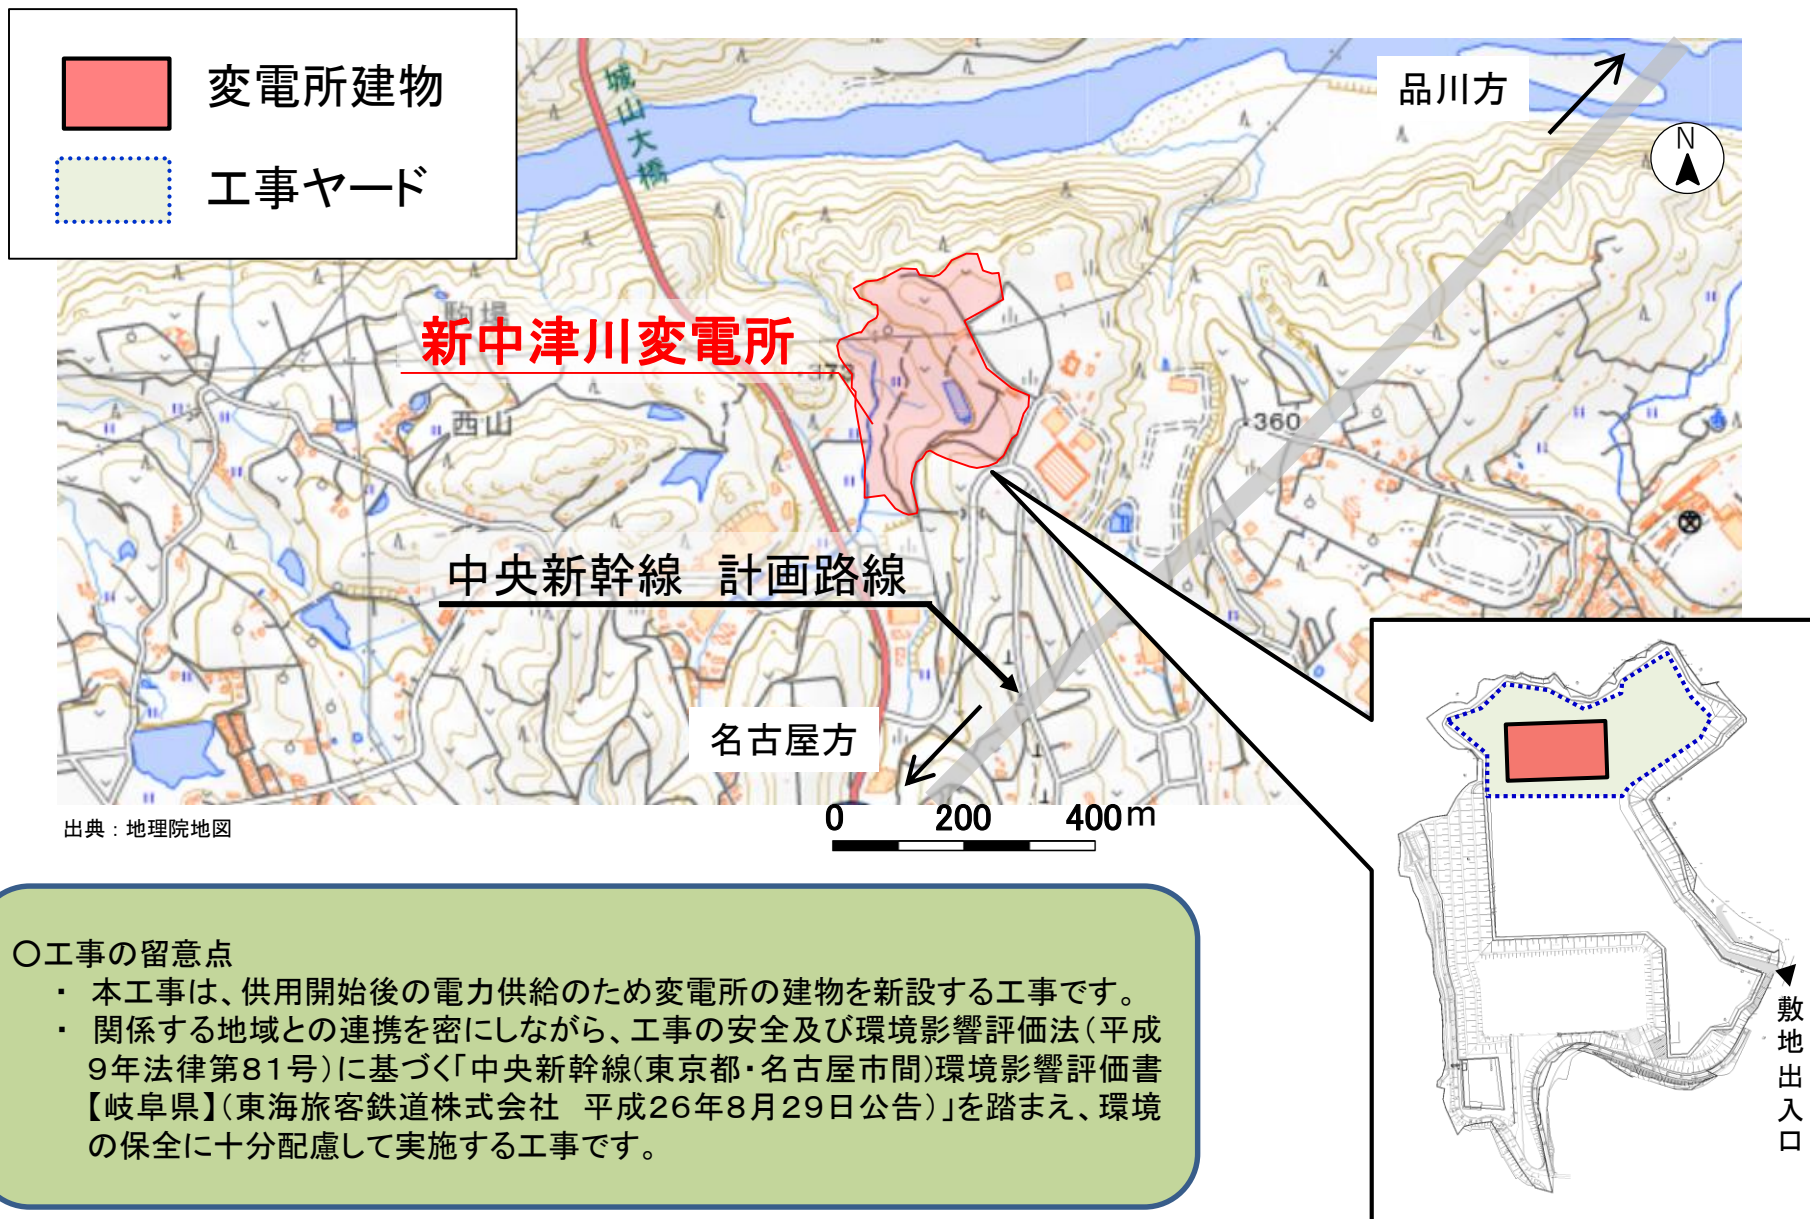 変電所建物
工事ヤード
城山大橋
品川方
N
駒場
新中津川変電所
373
西山
360
中央新幹線　計画路線
名古屋方
0 200 400m
出典：地理院地図
敷地出入口
〇工事の留意点
・ 本工事は、供用開始後の電力供給のため変電所の建物を新設する工事です。
・ 関係する地域との連携を密にしながら、工事の安全及び環境影響評価法（平成
９年法律第８１号）に基づく「中央新幹線（東京都・名古屋市間）環境影響評価書
【岐阜県】（東海旅客鉄道株式会社　平成２６年８月２９日公告）」を踏まえ、環境
の保全に十分配慮して実施する工事です。